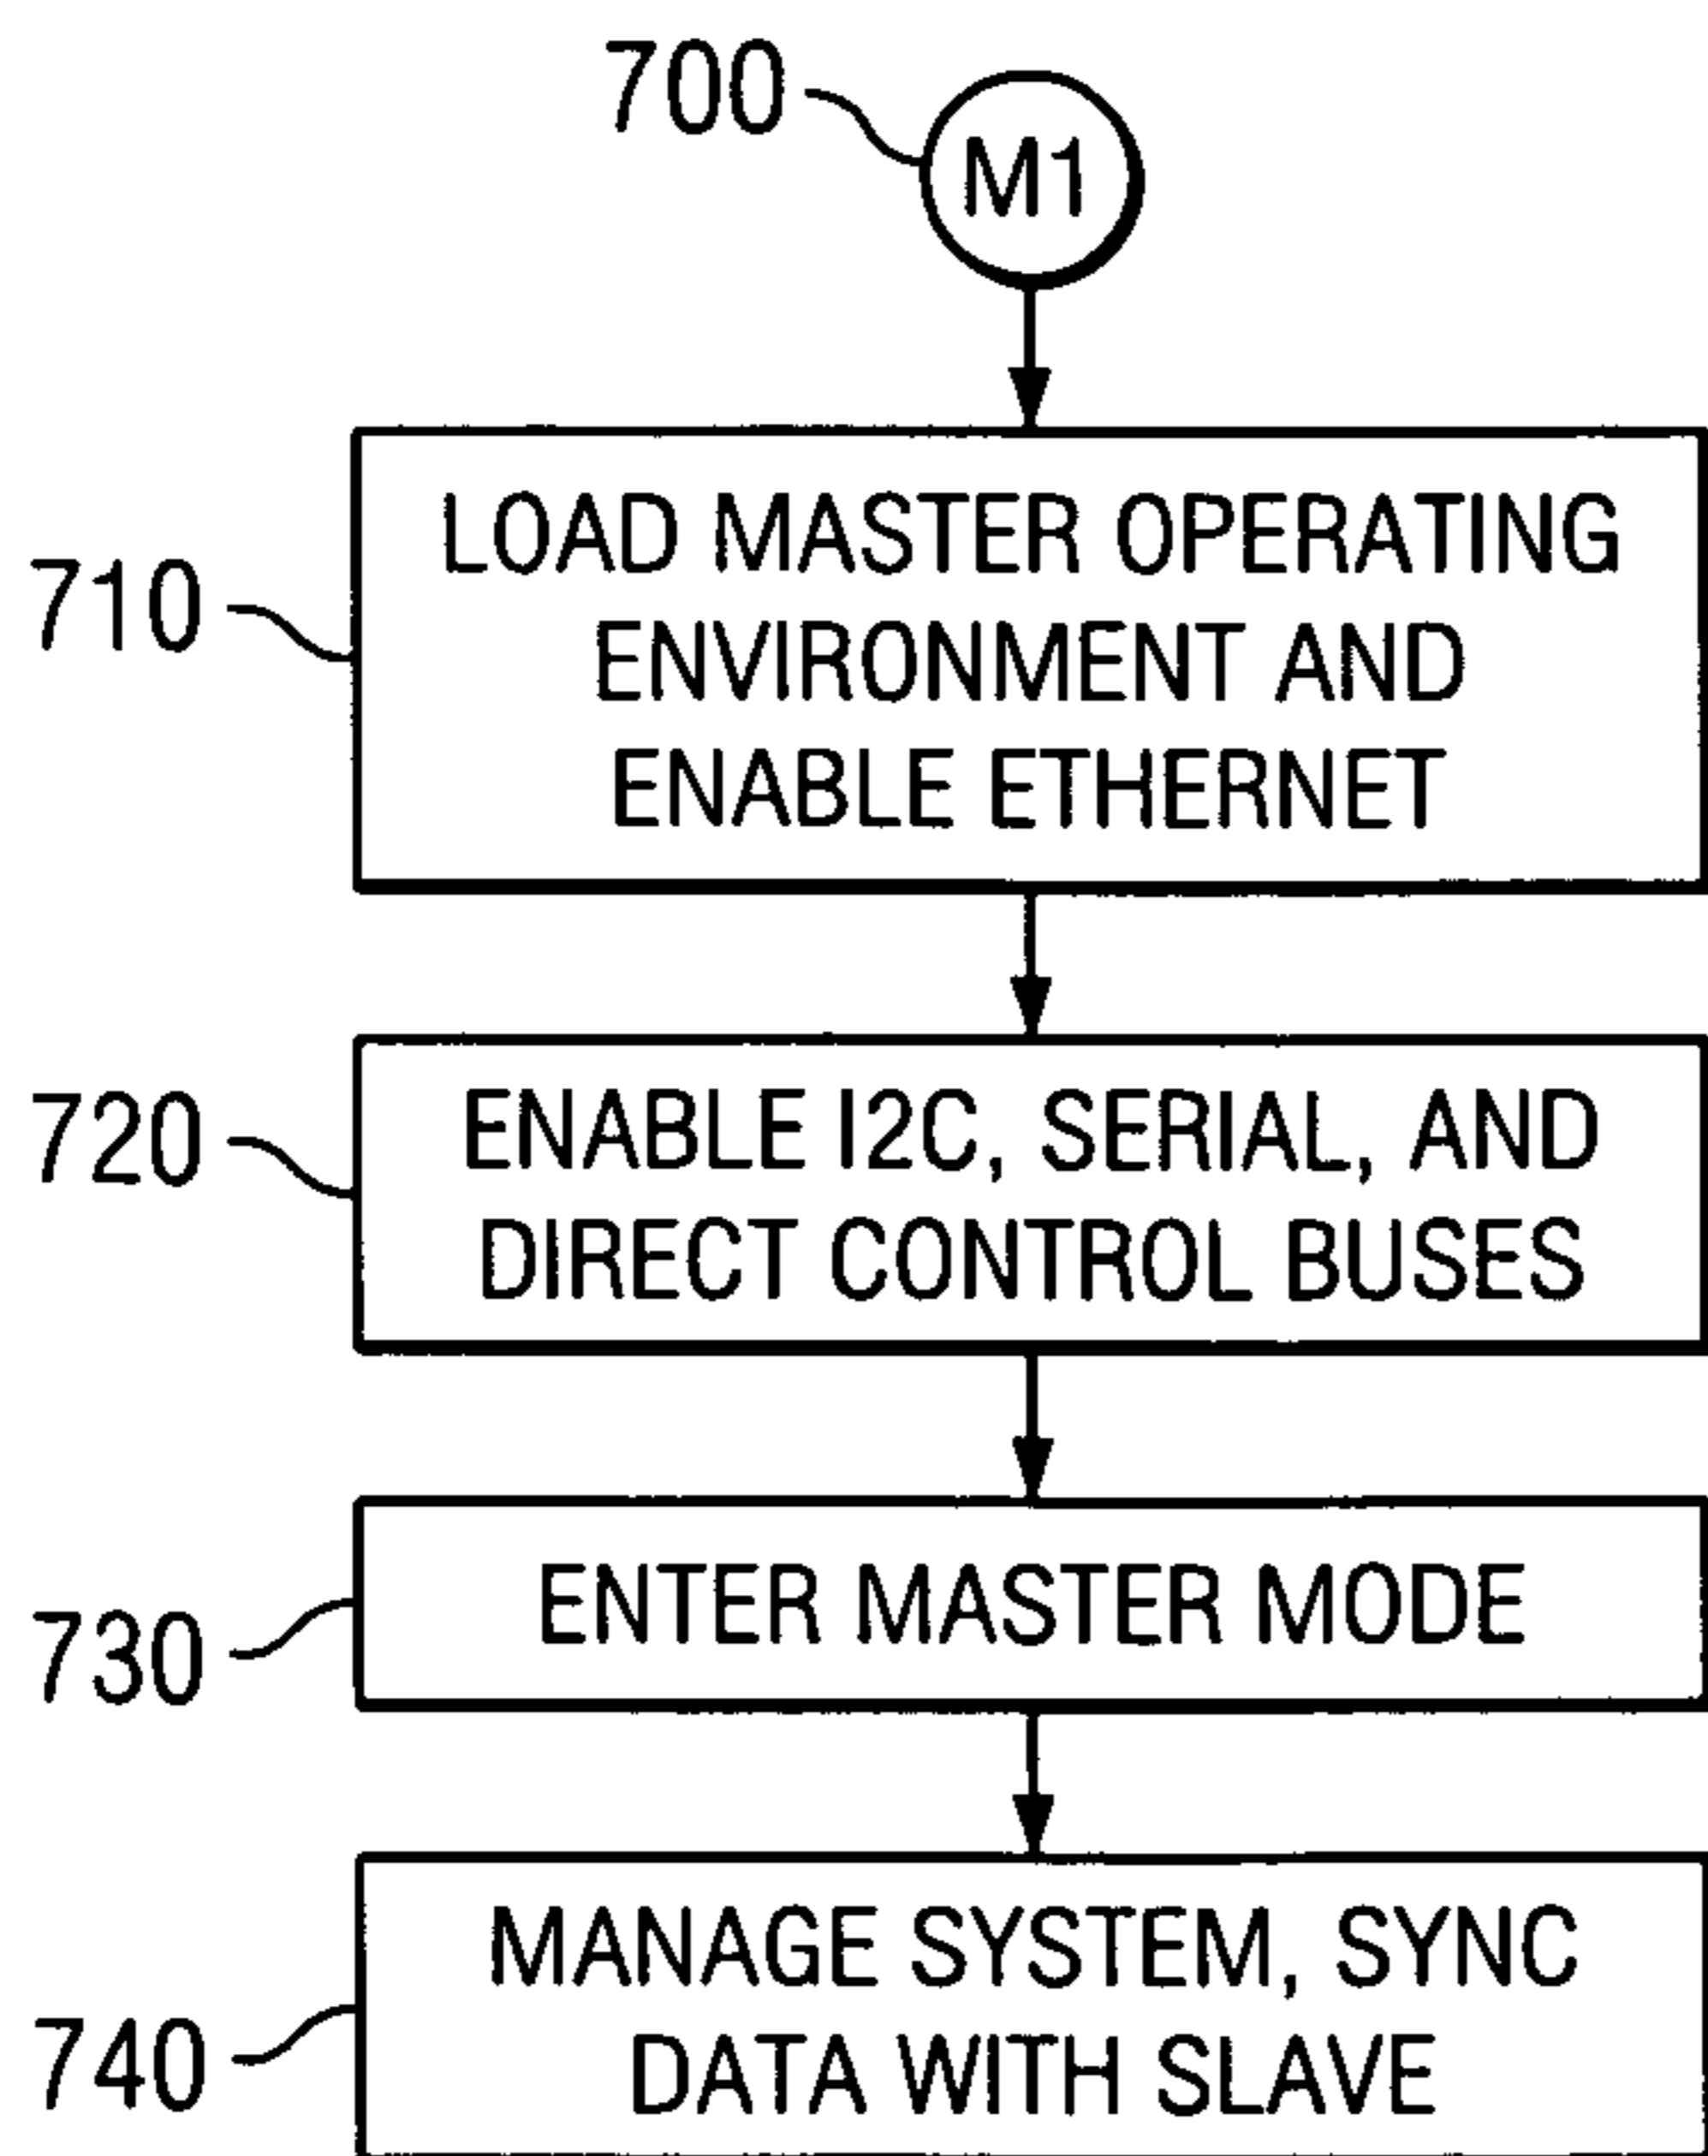 700
M1
710
LOAD MASTER OPERATING
ENVIRONMENT AND
ENABLE ETHERNET
720
ENABLE I2C, SERIAL, AND
DIRECT CONTROL BUSES
730
ENTER MASTER MODE
740
MANAGE SYSTEM, SYNC
DATA WITH SLAVE